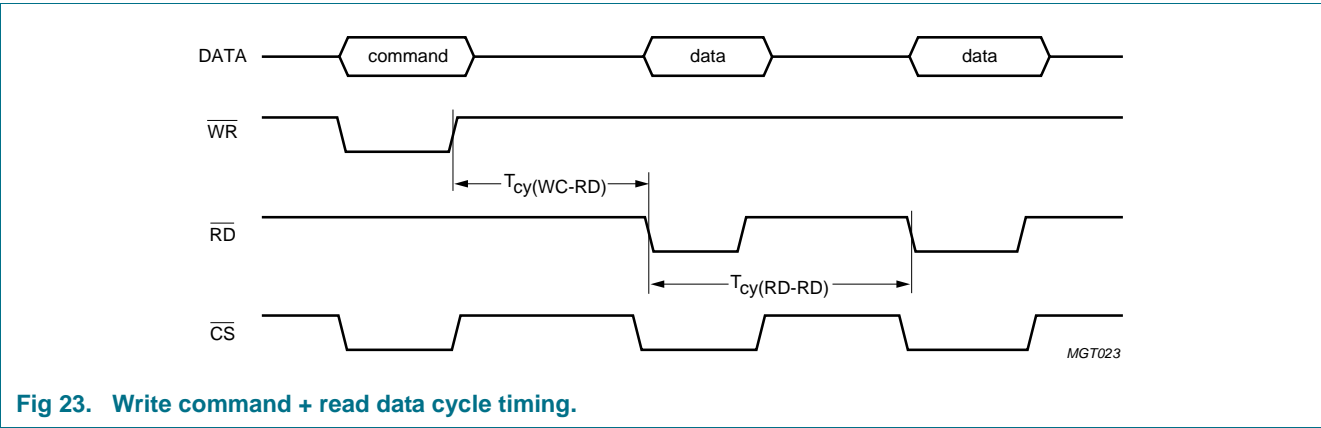 DATA
command
data
data
WR
Tcy(WC-RD)
RD
Tcy(RD-RD)
CS
MGT023
Fig 23. Write command + read data cycle timing.